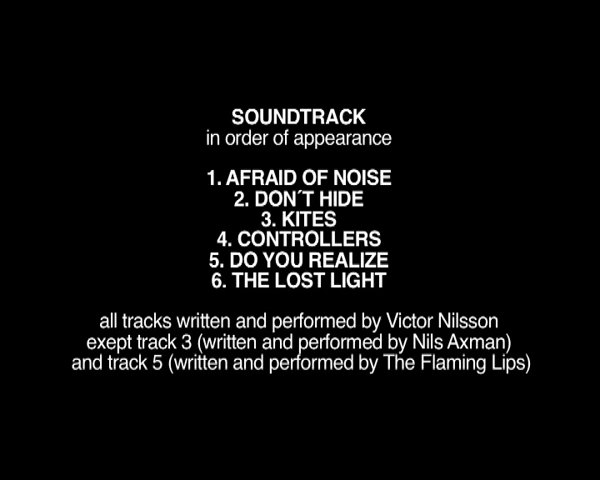 SOUNDTRACK
in order of appearance
1. AFRAID OF NOISE
2. DON´T HIDE
3. KITES
4. CONTROLLERS
5. DO YOU REALIZE
6. THE LOST LIGHT
all tracks written and performed by Victor Nilsson
exept track 3 (written and performed by Nils Axman)
and track 5 (written and performed by The Flaming Lips)